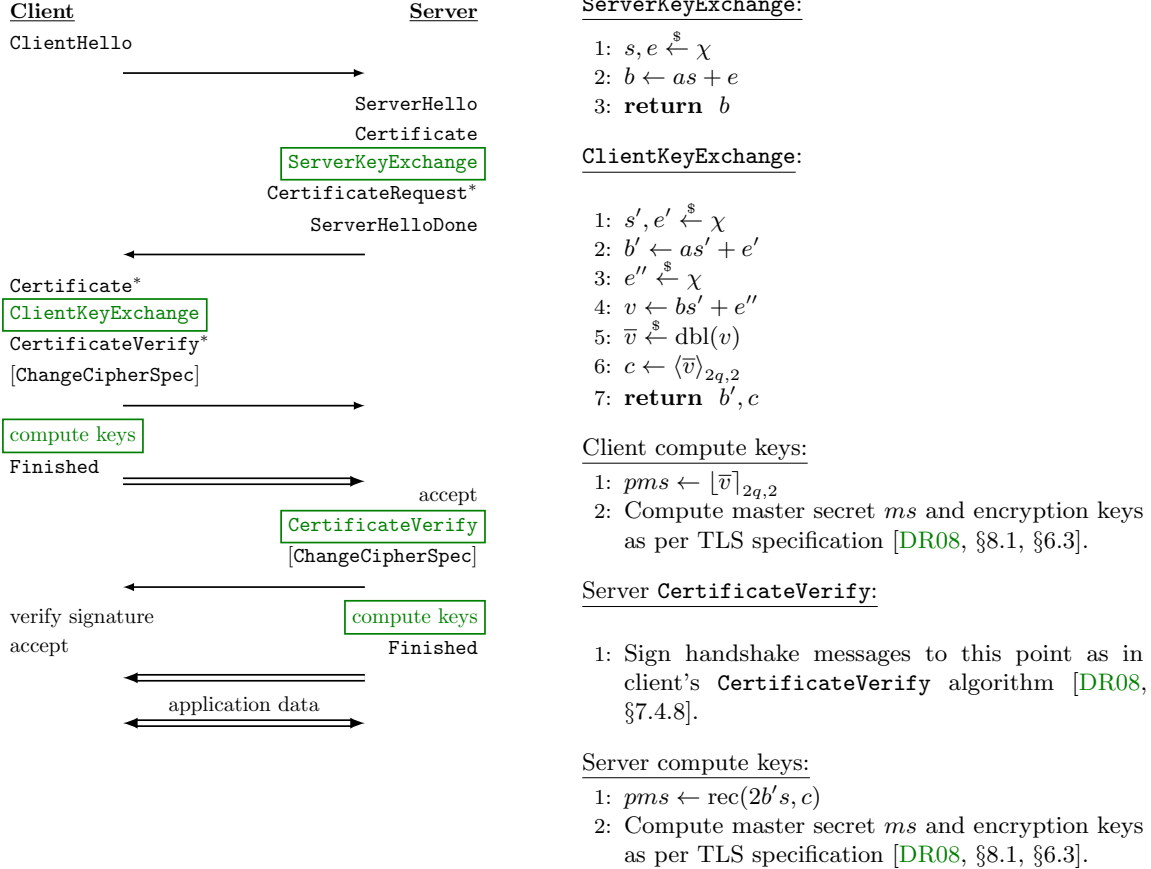 Client Server
ClientHello
ServerHello
Certificate
ServerKeyExchange
CertificateRequest*
ServerHelloDone
Certificate*
ClientKeyExchange
CertificateVerify*
[ChangeCipherSpec]
compute keys
Finished
accept
CertificateVerify
[ChangeCipherSpec]
verify signature compute keys
accept Finished
application data
ServerKeyExchange:
1: s, e ←$ χ
2: b ← as + e
3: return b
ClientKeyExchange:
1: s′, e′ ←$ χ
2: b′ ← as′ + e′
3: e″ ←$ χ
4: v ← bs′ + e″
5: v̅ ←$ dbl(v)
6: c ← ⟨v̅⟩2q,2
7: return b′, c
Client compute keys:
1: pms ← ⌊v̅⌉2q,2
2: Compute master secret ms and encryption keys
as per TLS specification [DR08, §8.1, §6.3].
Server CertificateVerify:
1: Sign handshake messages to this point as in
client's CertificateVerify algorithm [DR08,
§7.4.8].
Server compute keys:
1: pms ← rec(2b′s, c)
2: Compute master secret ms and encryption keys
as per TLS specification [DR08, §8.1, §6.3].